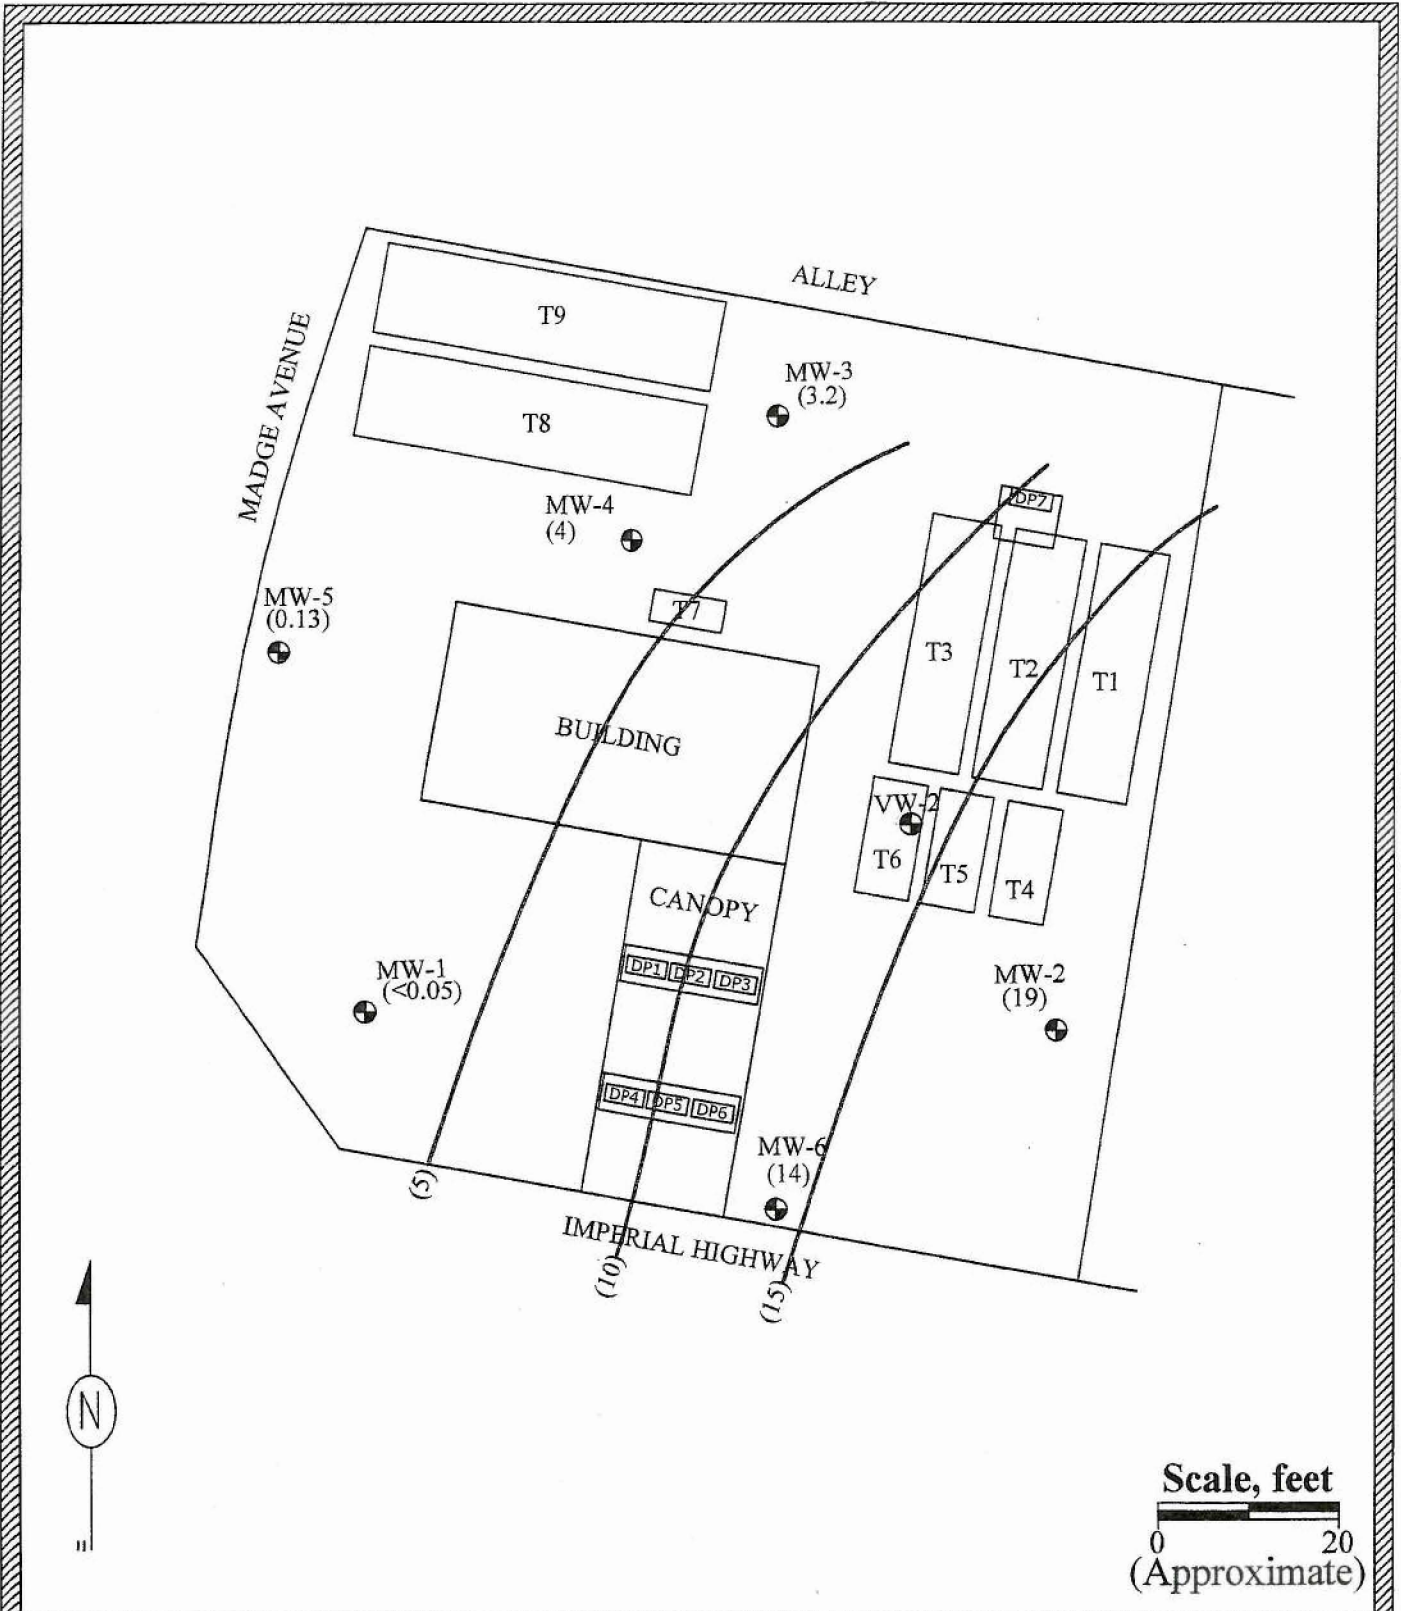 ALLEY
T9
MADGE AVENUE
MW-3
(3.2)
T8
MW-4
(4)
DP7
MW-5
(0.13)
T7
T3
T2
T1
BUILDING
VW-2
T6
T5
T4
CANOPY
MW-1
(<0.05)
DP1 DP2 DP3
MW-2
(19)
DP4 DP5 DP6
MW-6
(14)
(5)
IMPERIAL HIGHWAY
(10)
(15)
N
Scale, feet
0 20
(Approximate)